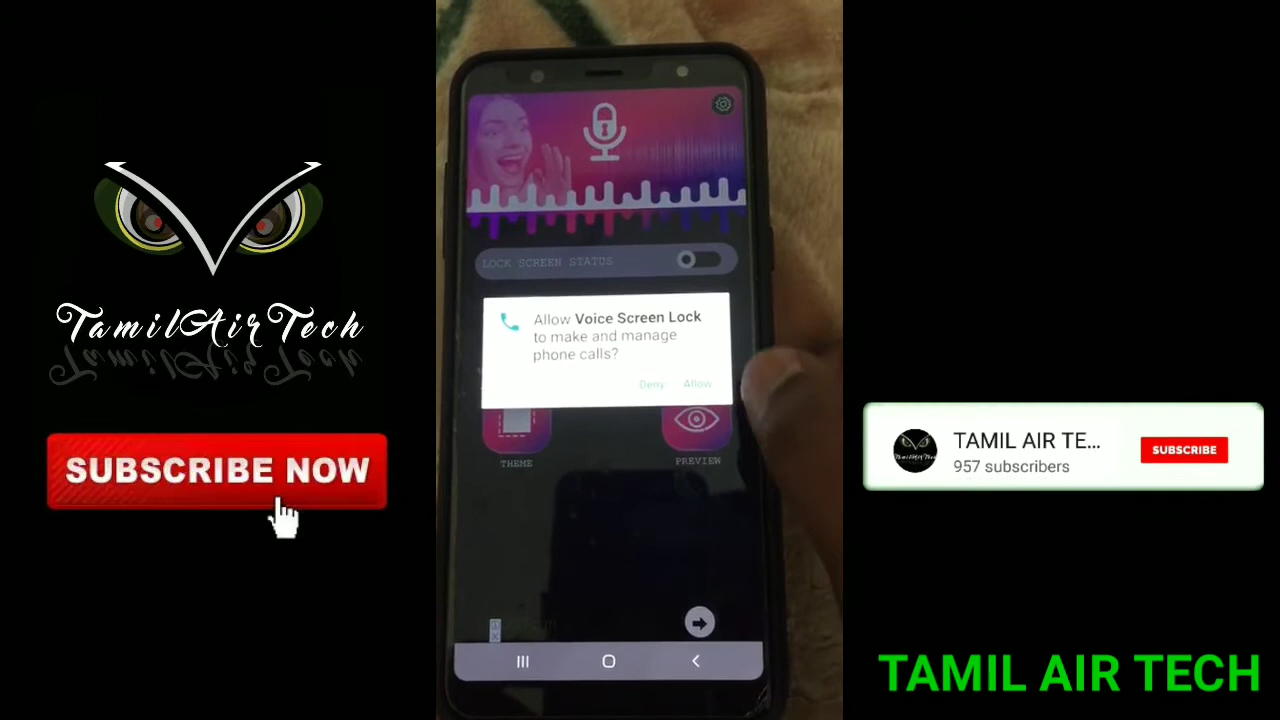 TamilAirTech
SUBSCRIBE NOW
LOCK SCREEN STATUS
Allow Voice Screen Lock
to make and manage
phone calls?
Deny Allow
THEME
PREVIEW
TAMIL AIR TE...
957 subscribers
SUBSCRIBE
TAMIL AIR TECH